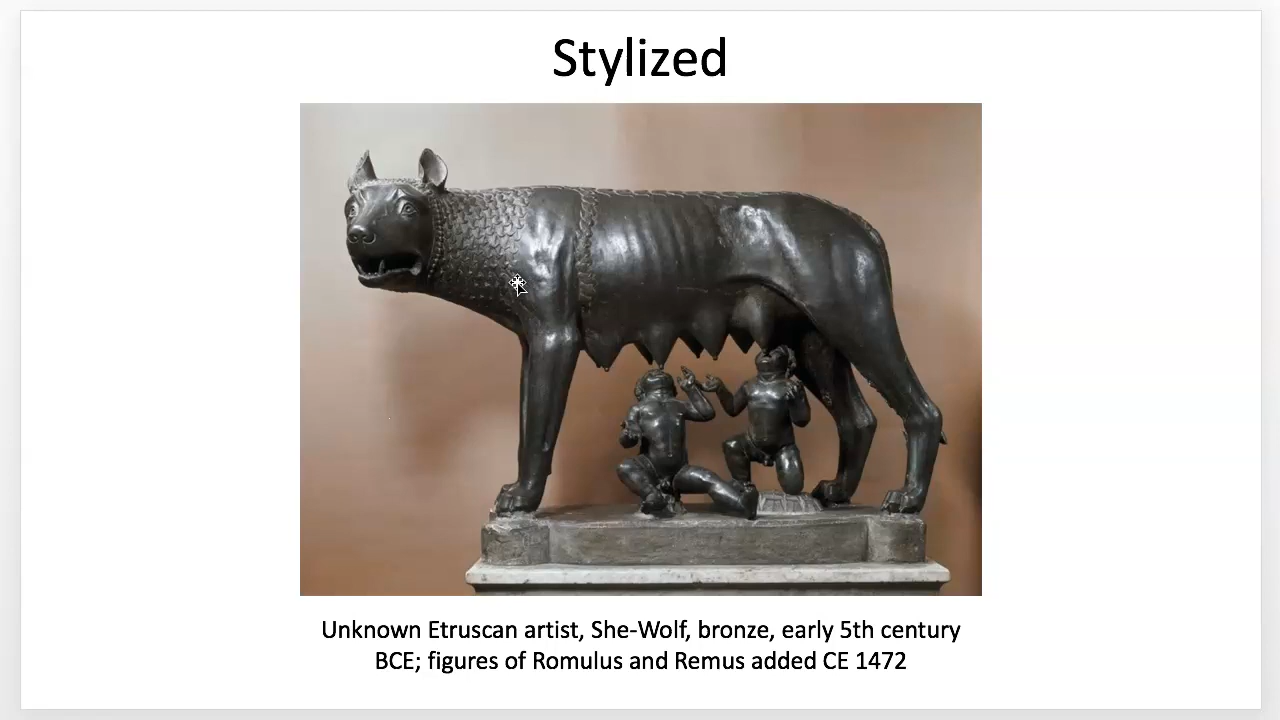 Stylized
Unknown Etruscan artist, She-Wolf, bronze, early 5th century
BCE; figures of Romulus and Remus added CE 1472